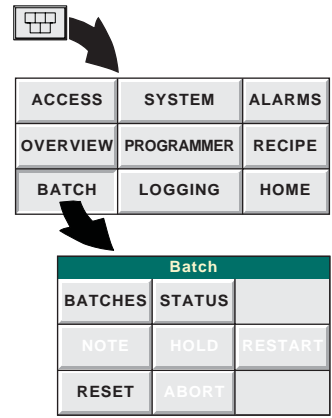 ACCESS SYSTEM ALARMS
OVERVIEW PROGRAMMER RECIPE
BATCH LOGGING HOME
Batch
BATCHES STATUS
NOTE HOLD RESTART
RESET ABORT